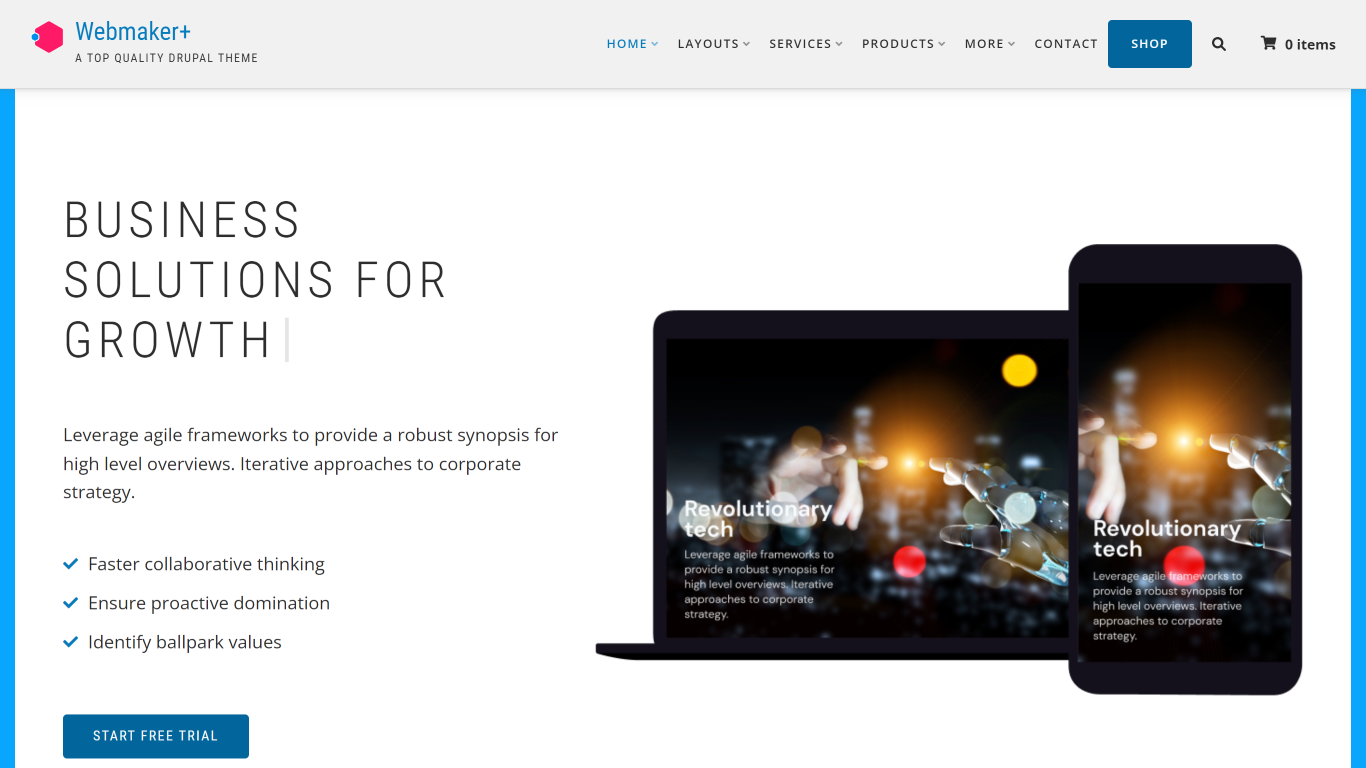 Webmaker+
A TOP QUALITY DRUPAL THEME
HOME LAYOUTS SERVICES PRODUCTS MORE CONTACT SHOP 0 items
BUSINESS
SOLUTIONS FOR
GROWTH
Leverage agile frameworks to provide a robust synopsis for
high level overviews. Iterative approaches to corporate
strategy.
Faster collaborative thinking
Ensure proactive domination
Identify ballpark values
START FREE TRIAL
Revolutionary
tech
Leverage agile frameworks to
provide a robust synopsis for
high level overviews. Iterative
approaches to corporate
strategy.
Revolutionary
tech
Leverage agile frameworks to
provide a robust synopsis for
high level overviews. Iterative
approaches to corporate
strategy.